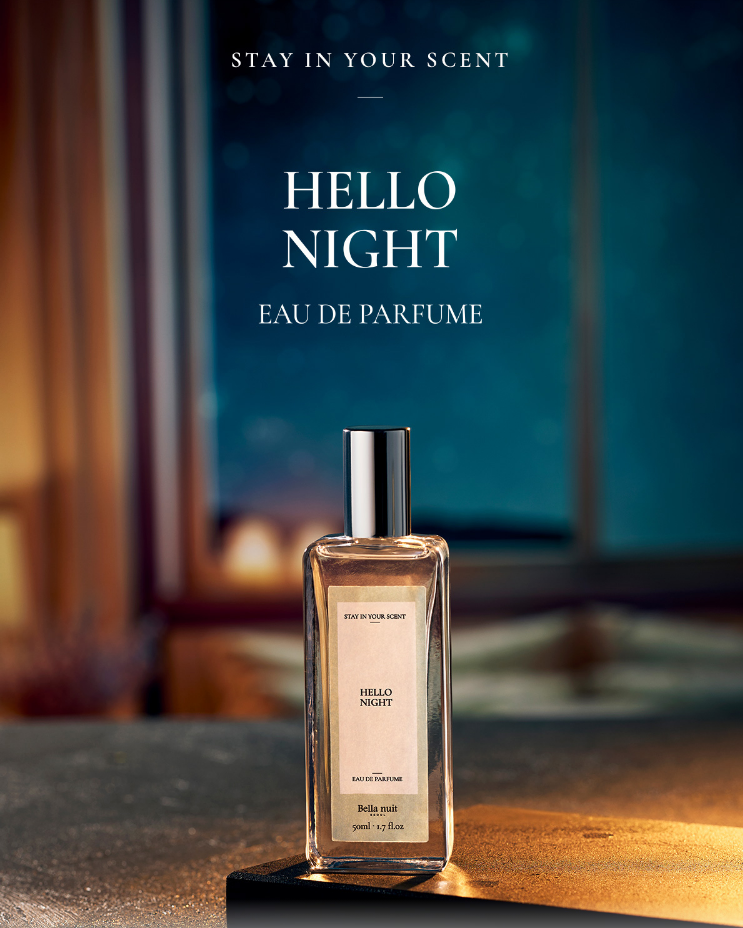 STAY IN YOUR SCENT
HELLO
NIGHT
EAU DE PARFUME
STAY IN YOUR SCENT
HELLO
NIGHT
EAU DE PARFUME
Bella nuit
50ml · 1.7 fl.oz